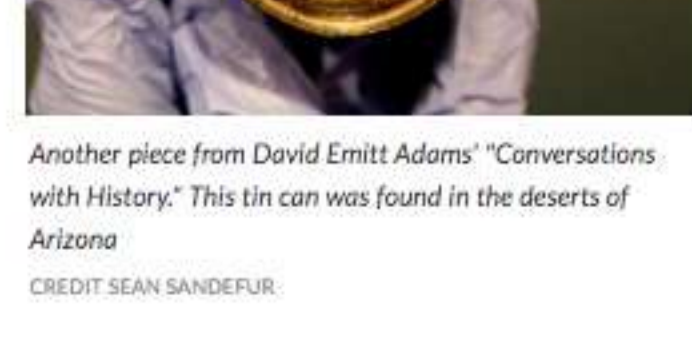 Another piece from David Emitt Adams' "Conversations
with History." This tin can was found in the deserts of
Arizona
CREDIT SEAN SANDEFUR